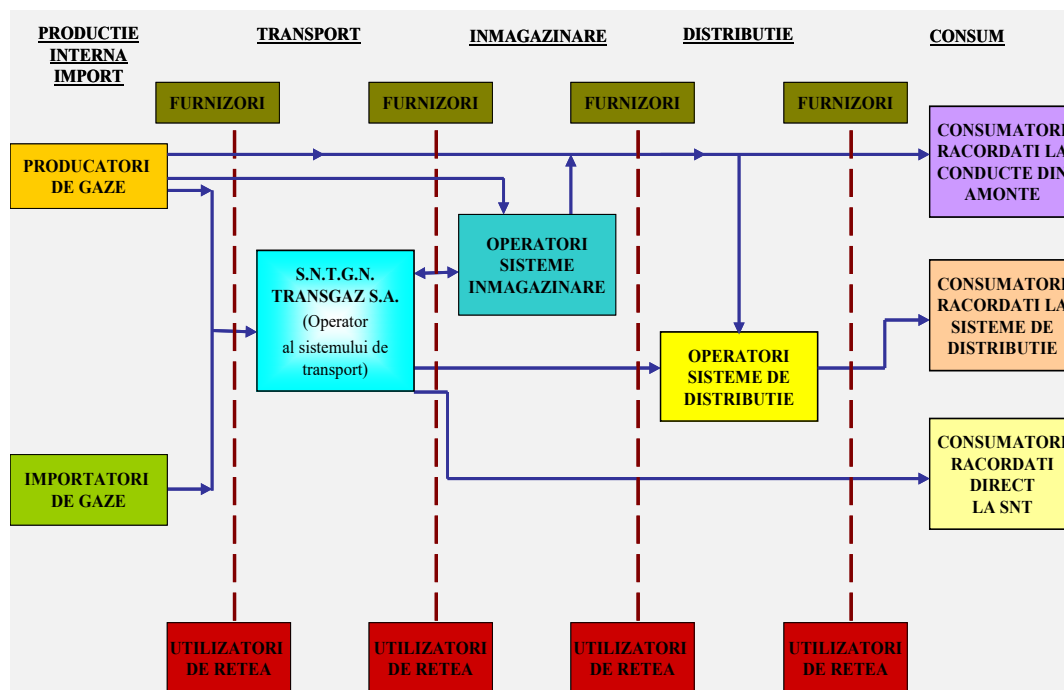 PRODUCTIE
INTERNA
IMPORT
TRANSPORT
INMAGAZINARE
DISTRIBUTIE
CONSUM
FURNIZORI
FURNIZORI
FURNIZORI
FURNIZORI
PRODUCATORI
DE GAZE
CONSUMATORI
RACORDATI LA
CONDUCTE DIN
AMONTE
OPERATORI
SISTEME
INMAGAZINARE
S.N.T.G.N.
TRANSGAZ S.A.
(Operator
al sistemului de
transport)
CONSUMATORI
RACORDATI LA
SISTEME DE
DISTRIBUTIE
OPERATORI
SISTEME DE
DISTRIBUTIE
IMPORTATORI
DE GAZE
CONSUMATORI
RACORDATI
DIRECT
LA SNT
UTILIZATORI
DE RETEA
UTILIZATORI
DE RETEA
UTILIZATORI
DE RETEA
UTILIZATORI
DE RETEA